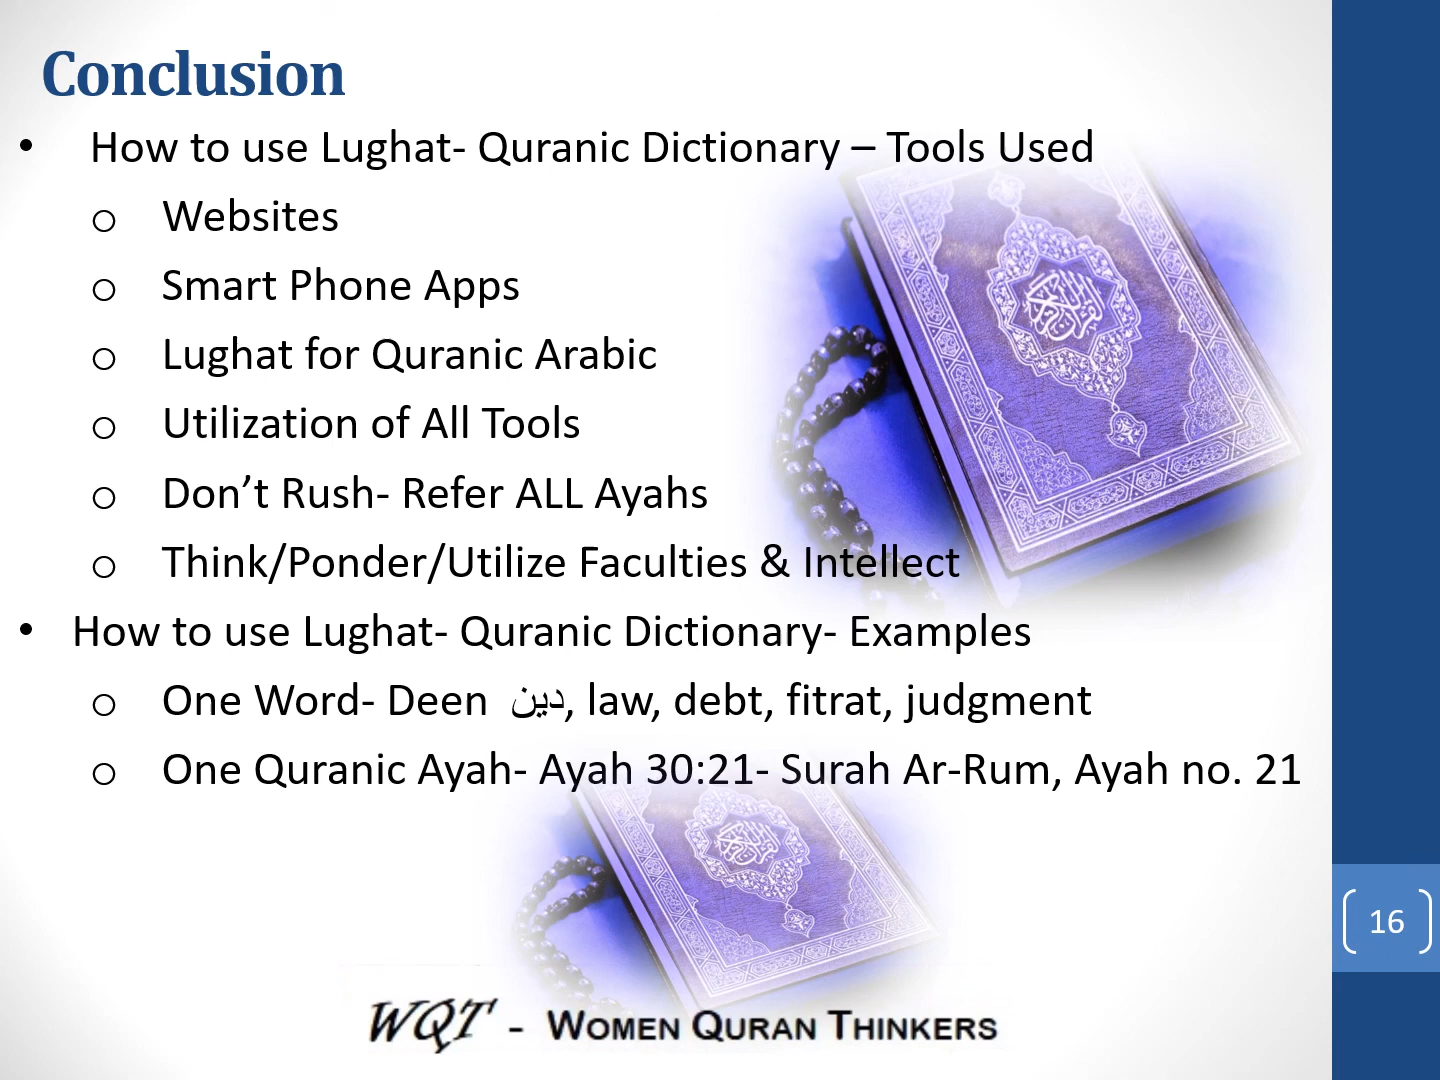 Conclusion
• How to use Lughat- Quranic Dictionary – Tools Used
o Websites
o Smart Phone Apps
o Lughat for Quranic Arabic
o Utilization of All Tools
o Don’t Rush- Refer ALL Ayahs
o Think/Ponder/Utilize Faculties & Intellect
• How to use Lughat- Quranic Dictionary- Examples
o One Word- Deen دين, law, debt, fitrat, judgment
o One Quranic Ayah- Ayah 30:21- Surah Ar-Rum, Ayah no. 21
16
WQT - WOMEN QURAN THINKERS